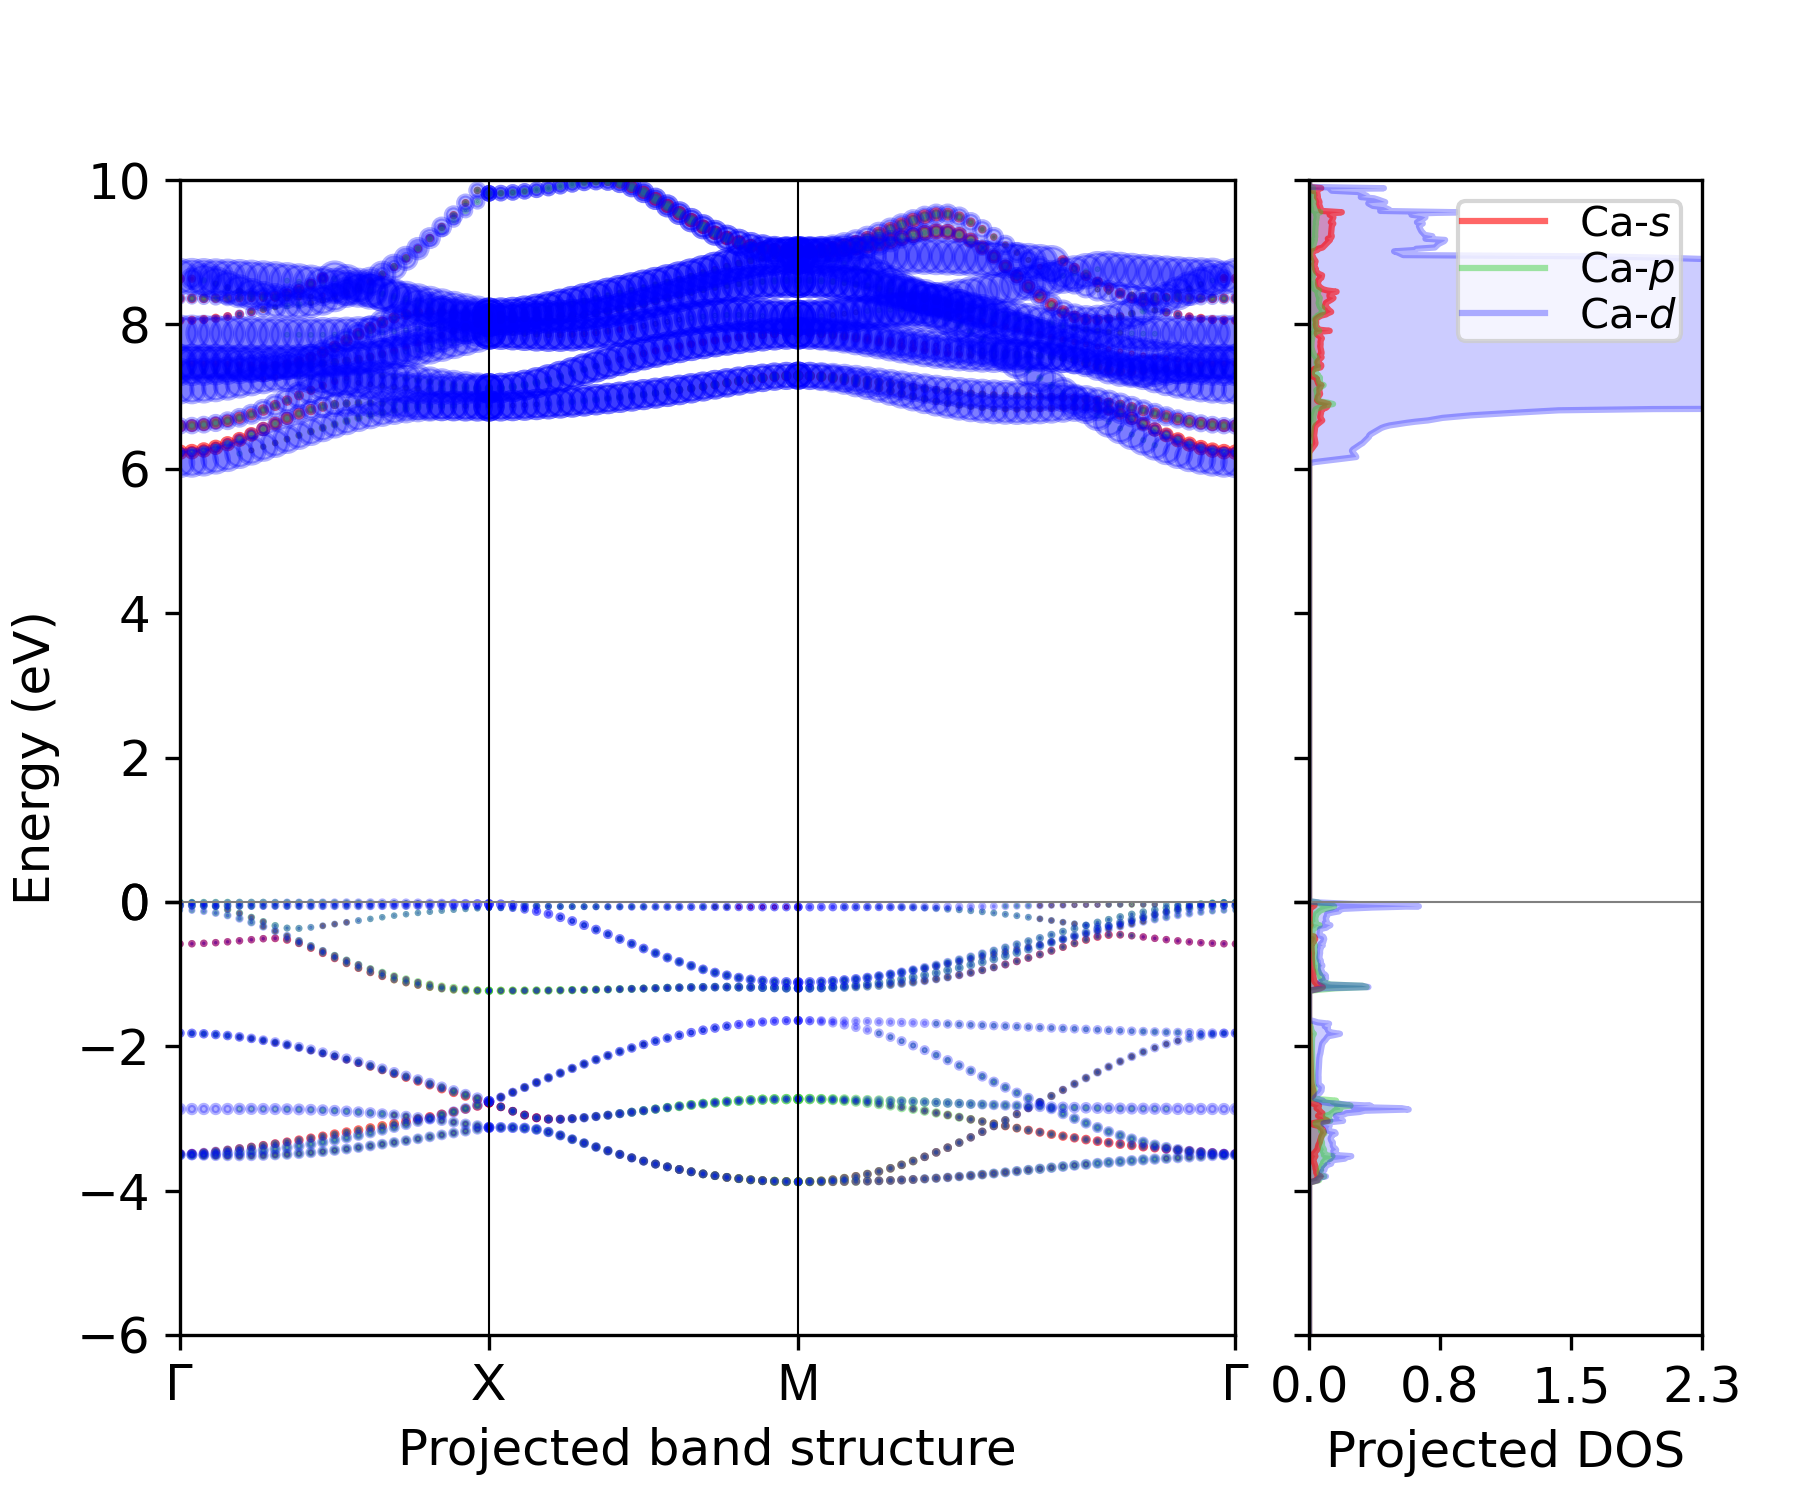 10
8
6
4
2
0
−2
−4
−6
Energy (eV)
Γ X M Γ
Projected band structure
Ca-s
Ca-p
Ca-d
0.0 0.8 1.5 2.3
Projected DOS